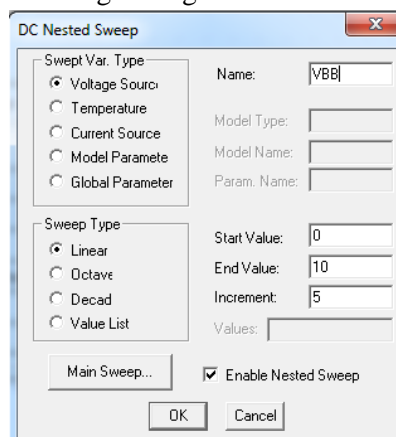 DC Nested Sweep
Swept Var. Type
Voltage Sourc
Temperature
Current Source
Model Paramete
Global Parameter
Name: VBB
Model Type:
Model Name:
Param. Name:
Sweep Type
Linear
Octave
Decad
Value List
Start Value: 0
End Value: 10
Increment: 5
Values:
Main Sweep...
Enable Nested Sweep
OK
Cancel